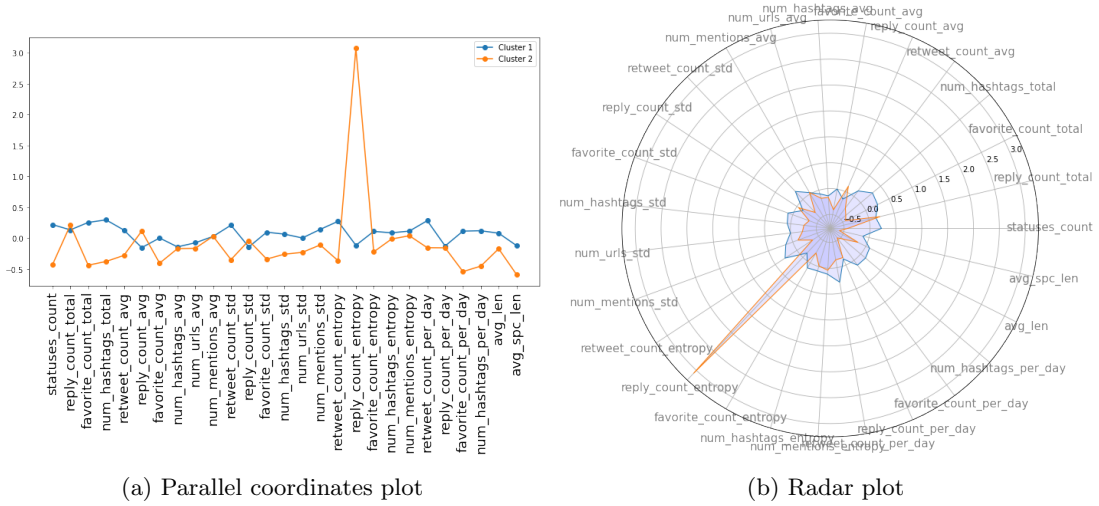 3.0
2.5
2.0
1.5
1.0
0.5
0.0
−0.5
Cluster 1
Cluster 2
statuses_count
reply_count_total
favorite_count_total
num_hashtags_total
retweet_count_avg
reply_count_avg
favorite_count_avg
num_hashtags_avg
num_urls_avg
num_mentions_avg
retweet_count_std
reply_count_std
favorite_count_std
num_hashtags_std
num_urls_std
num_mentions_std
retweet_count_entropy
reply_count_entropy
favorite_count_entropy
num_hashtags_entropy
num_mentions_entropy
retweet_count_per_day
reply_count_per_day
favorite_count_per_day
num_hashtags_per_day
avg_len
avg_spc_len
(a) Parallel coordinates plot
num_hashtags_avg
favorite_count_avg
num_urls_avg
reply_count_avg
num_mentions_avg
retweet_count_avg
retweet_count_std
num_hashtags_total
reply_count_std
favorite_count_total
favorite_count_std
reply_count_total
num_hashtags_std
statuses_count
num_urls_std
avg_spc_len
num_mentions_std
avg_len
retweet_count_entropy
num_hashtags_per_day
reply_count_entropy
favorite_count_per_day
favorite_count_entropy
reply_count_per_day
num_hashtags_entropy
retweet_count_per_day
num_mentions_entropy
3.0
2.5
2.0
1.5
1.0
0.5
0.0
−0.5
(b) Radar plot